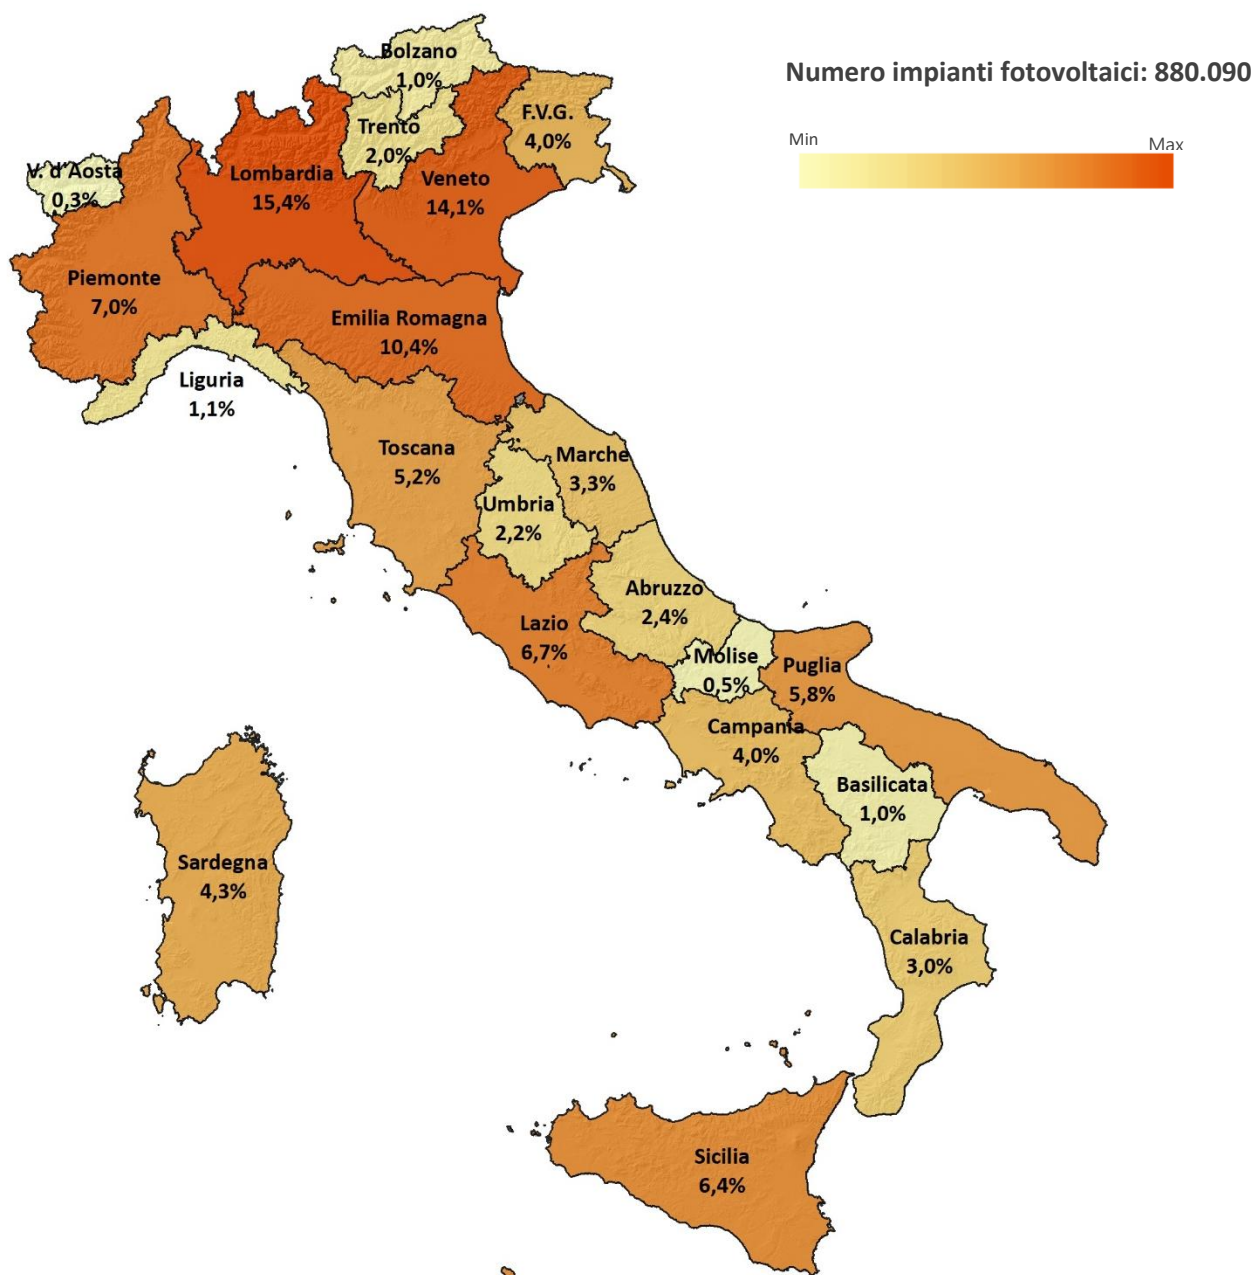 Numero impianti fotovoltaici: 880.090
Min
Max
Bolzano
1,0%
Trento
2,0%
F.V.G.
4,0%
V. d'Aosta
0,3%
Lombardia
15,4%
Veneto
14,1%
Piemonte
7,0%
Emilia Romagna
10,4%
Liguria
1,1%
Toscana
5,2%
Marche
3,3%
Umbria
2,2%
Abruzzo
2,4%
Lazio
6,7%
Molise
0,5%
Puglia
5,8%
Campania
4,0%
Basilicata
1,0%
Sardegna
4,3%
Calabria
3,0%
Sicilia
6,4%